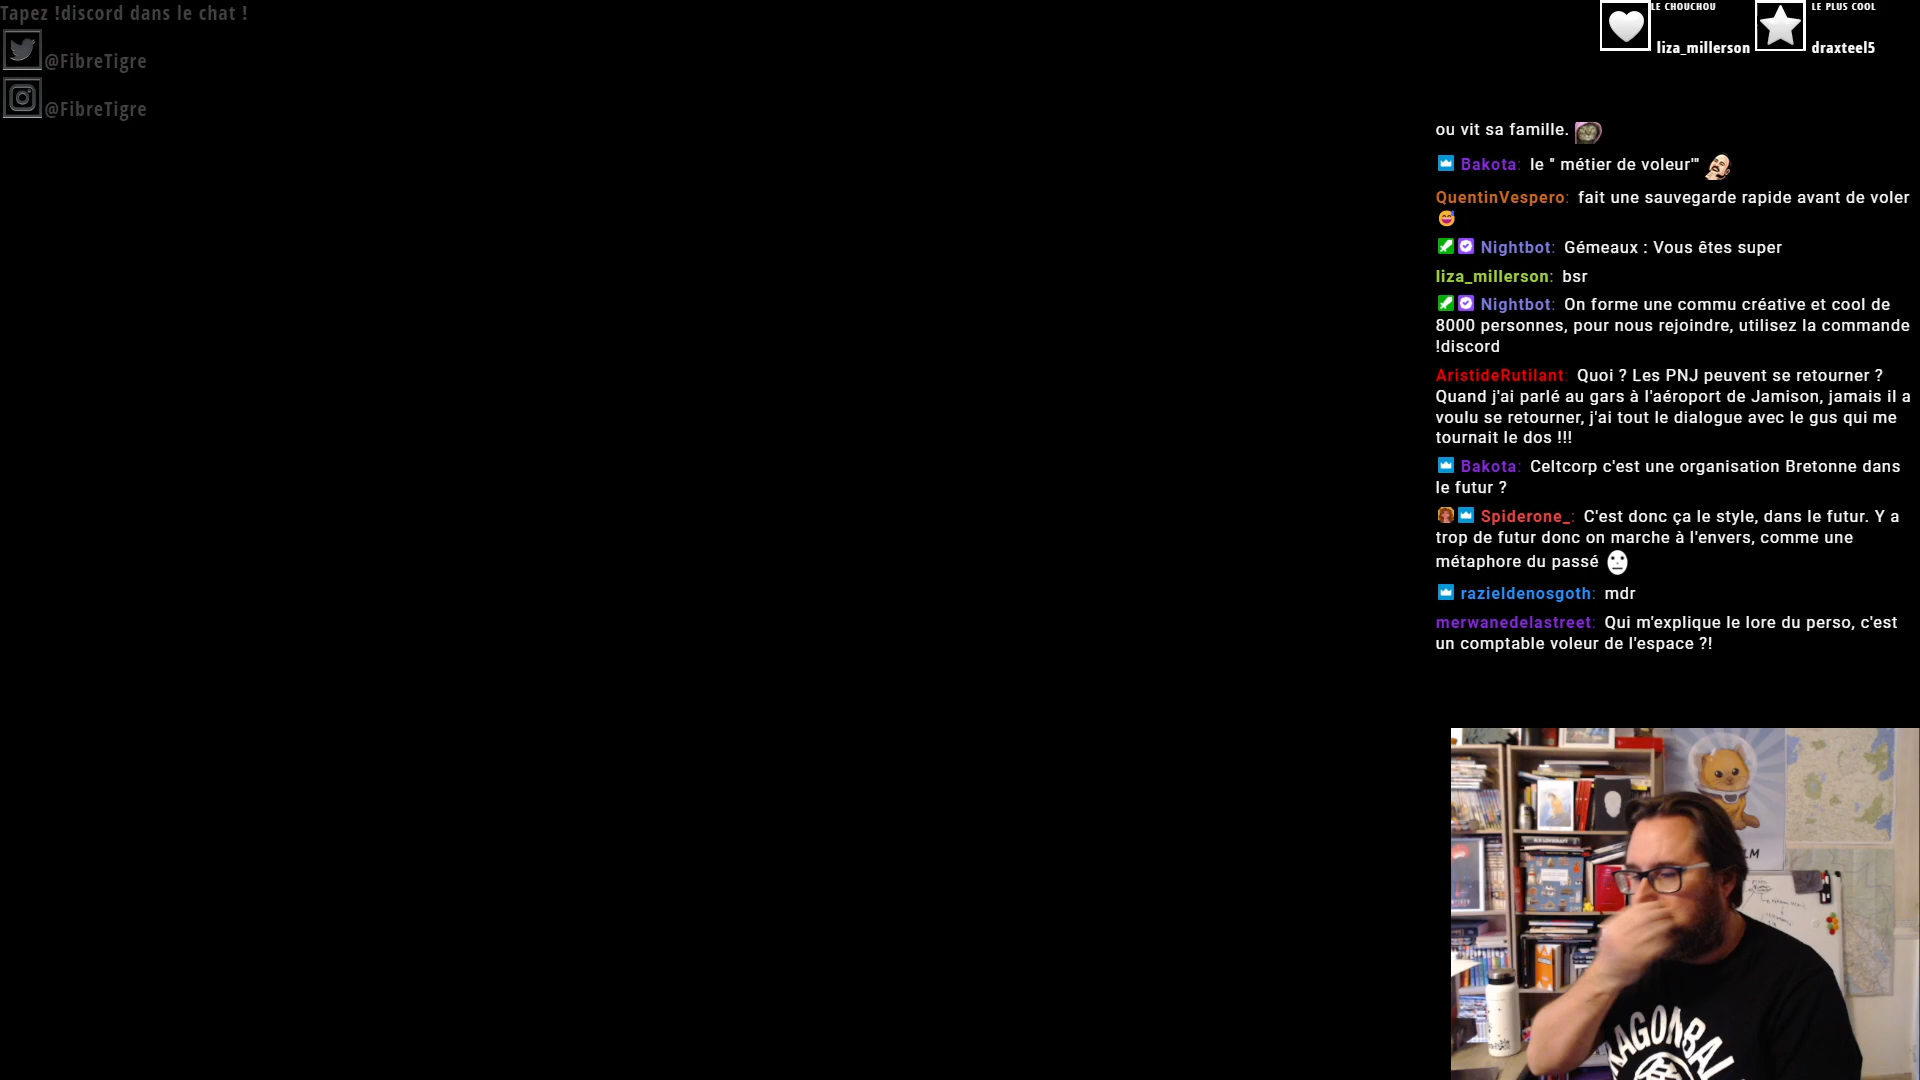 Tapez !discord dans le chat !
@FibreTigre
@FibreTigre
LE CHOUCHOU
liza_millerson
LE PLUS COOL
draxteel5
ou vit sa famille.
Bakota: le " métier de voleur'"
QuentinVespero: fait une sauvegarde rapide avant de voler
Nightbot: Gémeaux : Vous êtes super
liza_millerson: bsr
Nightbot: On forme une commu créative et cool de
8000 personnes, pour nous rejoindre, utilisez la commande
!discord
AristideRutilant: Quoi ? Les PNJ peuvent se retourner ?
Quand j'ai parlé au gars à l'aéroport de Jamison, jamais il a
voulu se retourner, j'ai tout le dialogue avec le gus qui me
tournait le dos !!!
Bakota: Celtcorp c'est une organisation Bretonne dans
le futur ?
Spiderone_: C'est donc ça le style, dans le futur. Y a
trop de futur donc on marche à l'envers, comme une
métaphore du passé
razieldenosgoth: mdr
merwanedelastreet: Qui m'explique le lore du perso, c'est
un comptable voleur de l'espace ?!